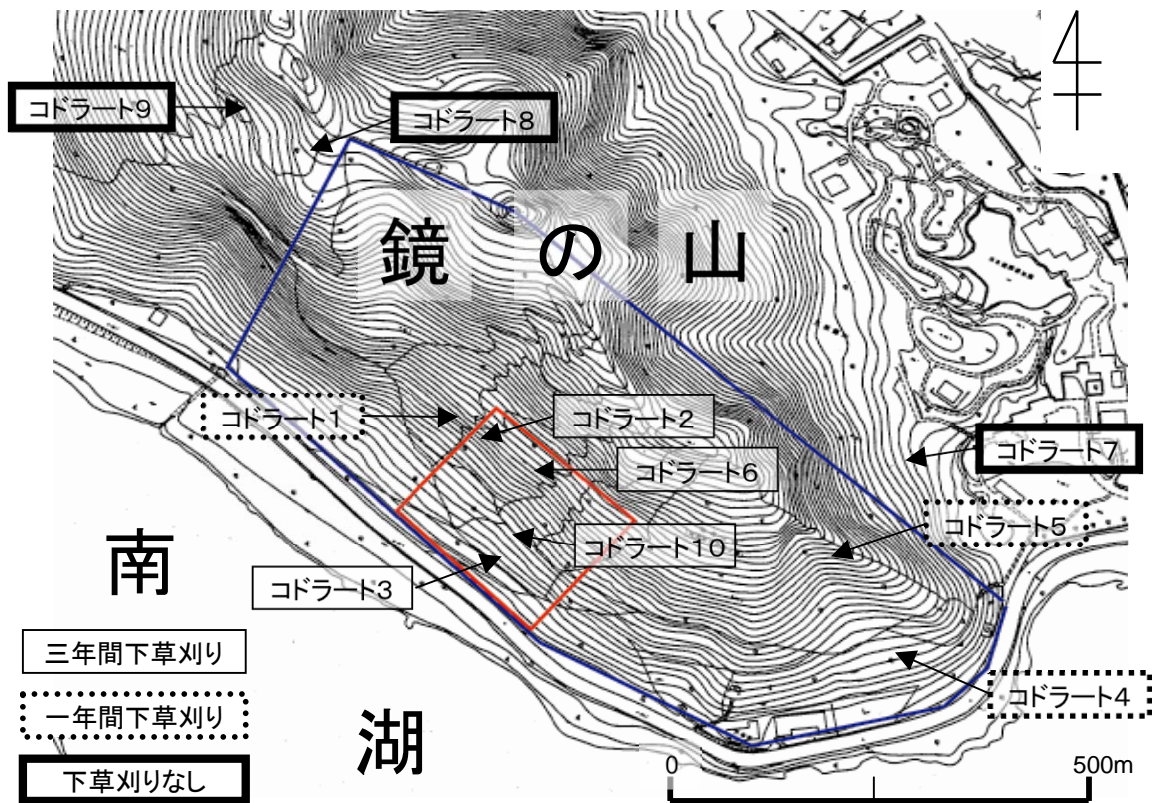 コドラート9
コドラート8
鏡の山
コドラート1
コドラート2
コドラート6
コドラート7
コドラート5
コドラート10
コドラート3
コドラート4
南湖
三年間下草刈り
一年間下草刈り
下草刈りなし
0 500m